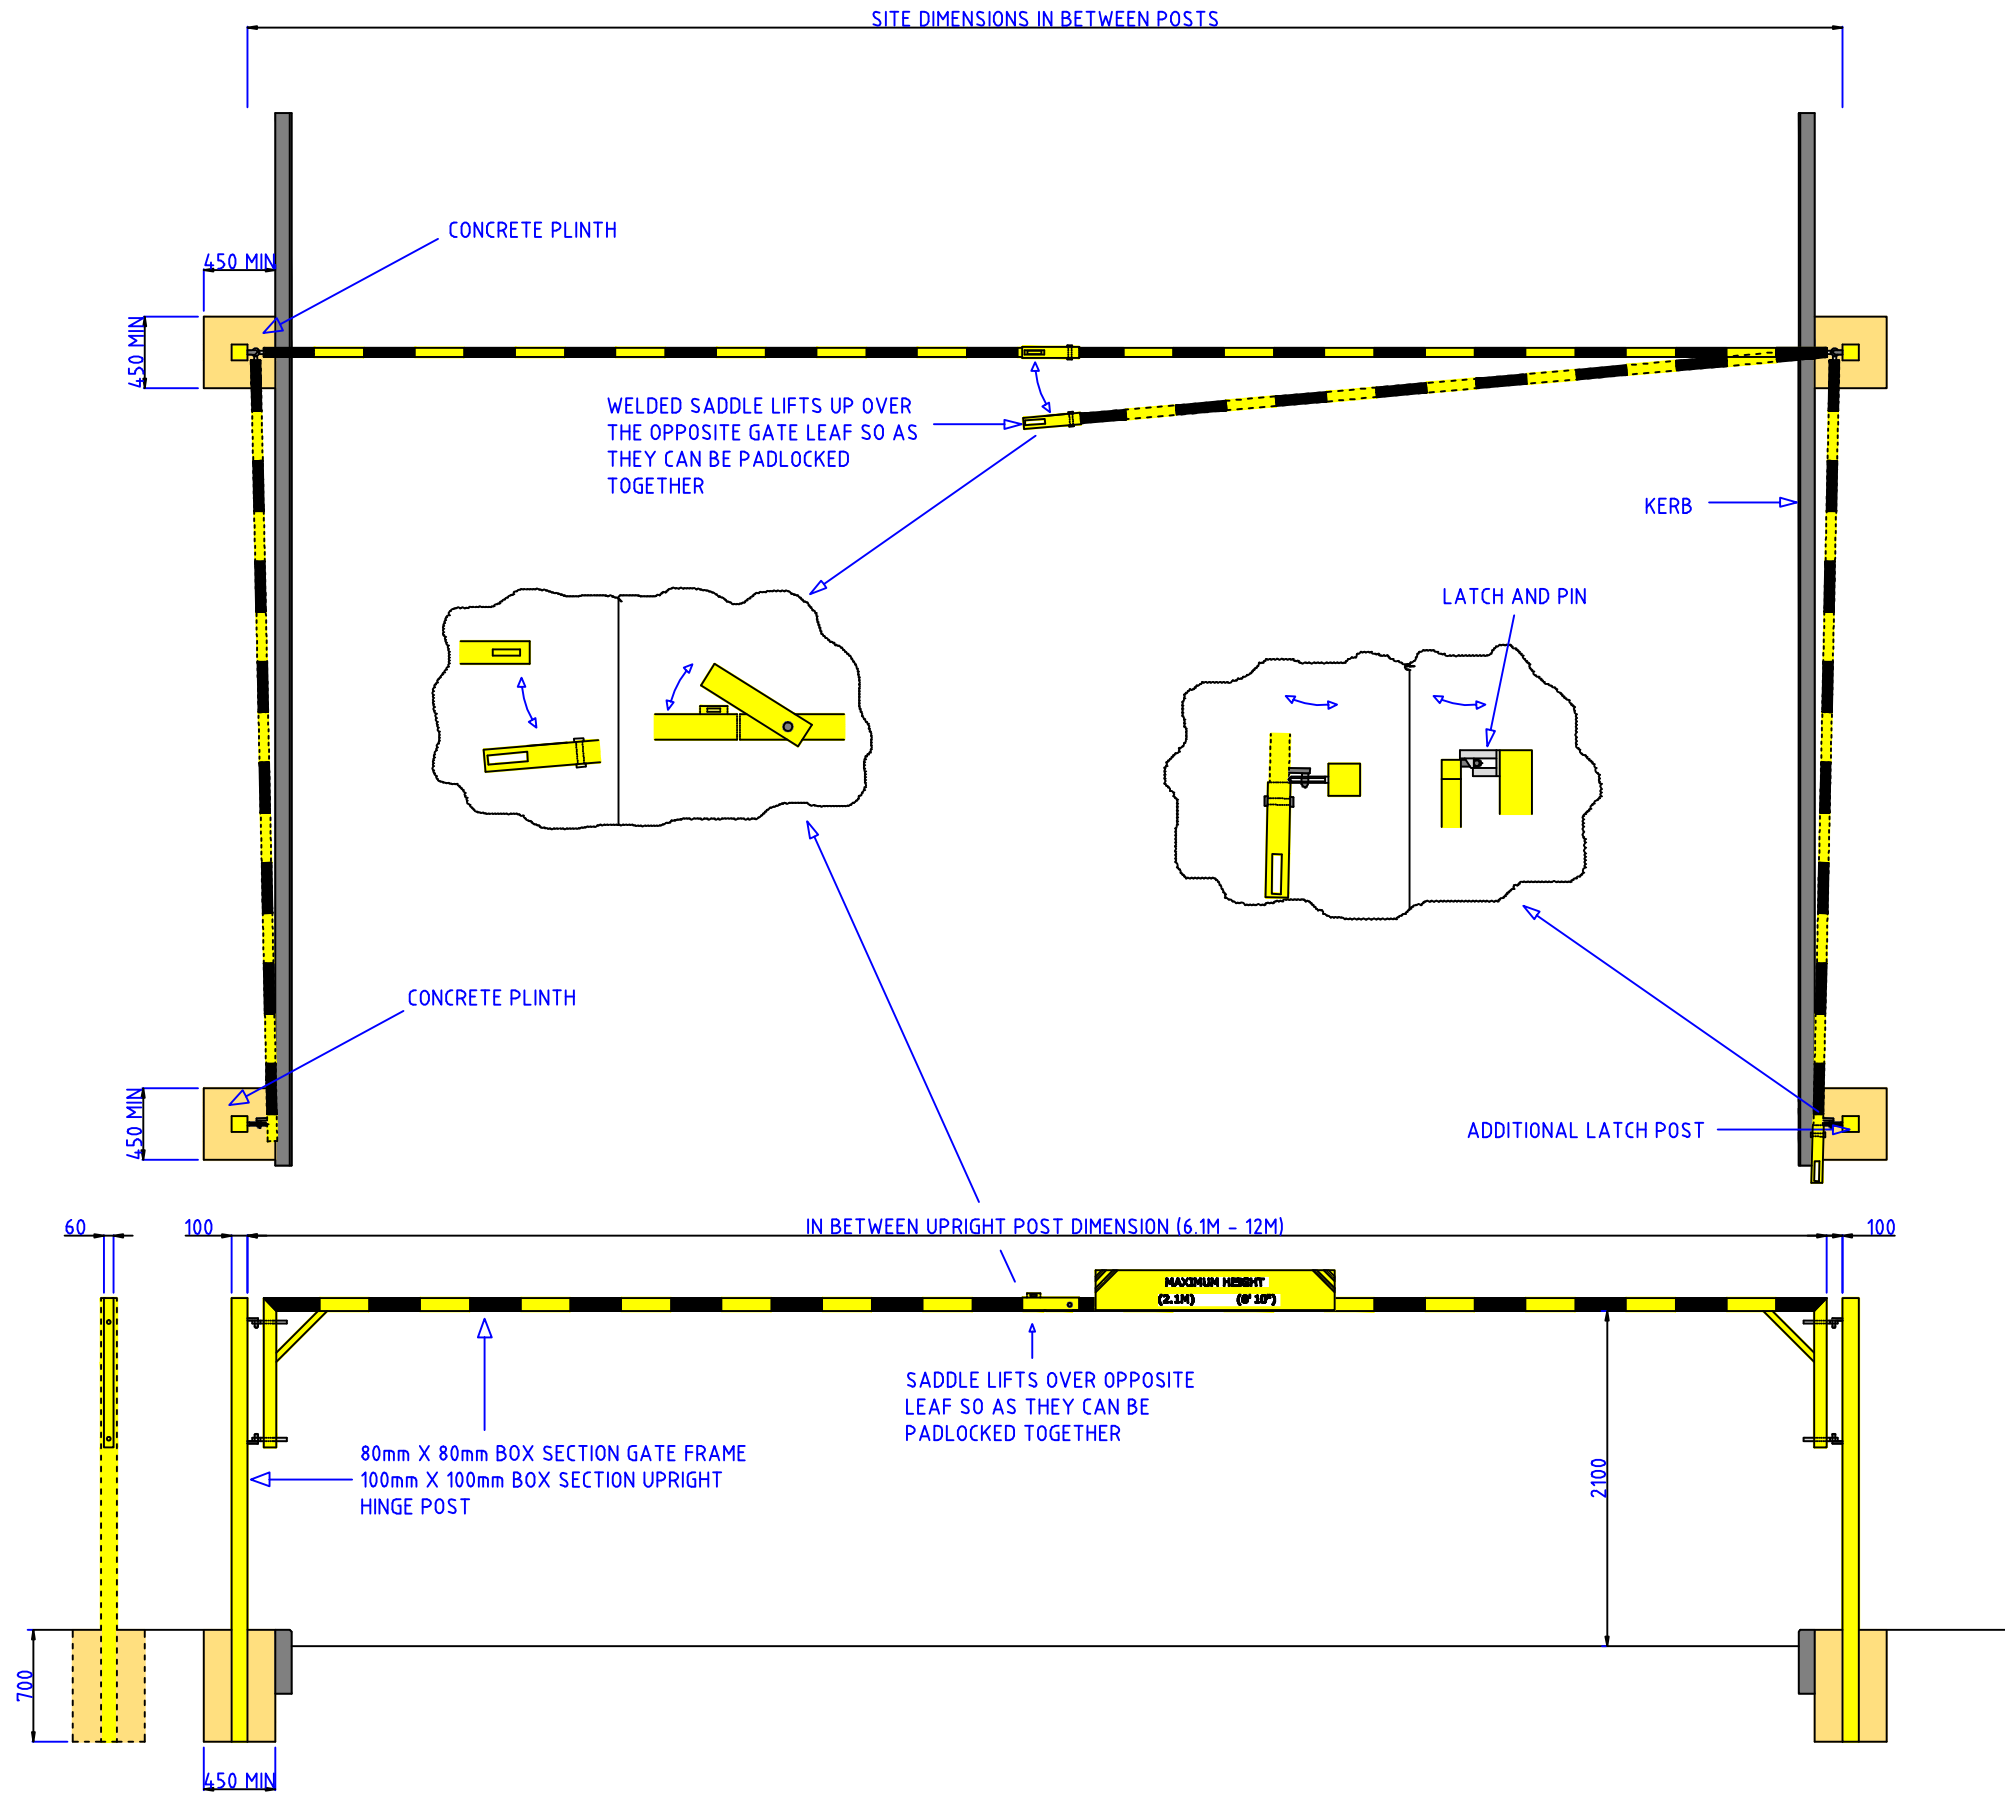 SITE DIMENSIONS IN BETWEEN POSTS
CONCRETE PLINTH
450 MIN
450 MIN
WELDED SADDLE LIFTS UP OVER
THE OPPOSITE GATE LEAF SO AS
THEY CAN BE PADLOCKED
TOGETHER
KERB
LATCH AND PIN
CONCRETE PLINTH
450 MIN
ADDITIONAL LATCH POST
60
100
IN BETWEEN UPRIGHT POST DIMENSION (6.1M - 12M)
100
MAXIMUM HEIGHT
(2.1M) (6' 10")
SADDLE LIFTS OVER OPPOSITE
LEAF SO AS THEY CAN BE
PADLOCKED TOGETHER
80mm X 80mm BOX SECTION GATE FRAME
100mm X 100mm BOX SECTION UPRIGHT
HINGE POST
2100
700
450 MIN